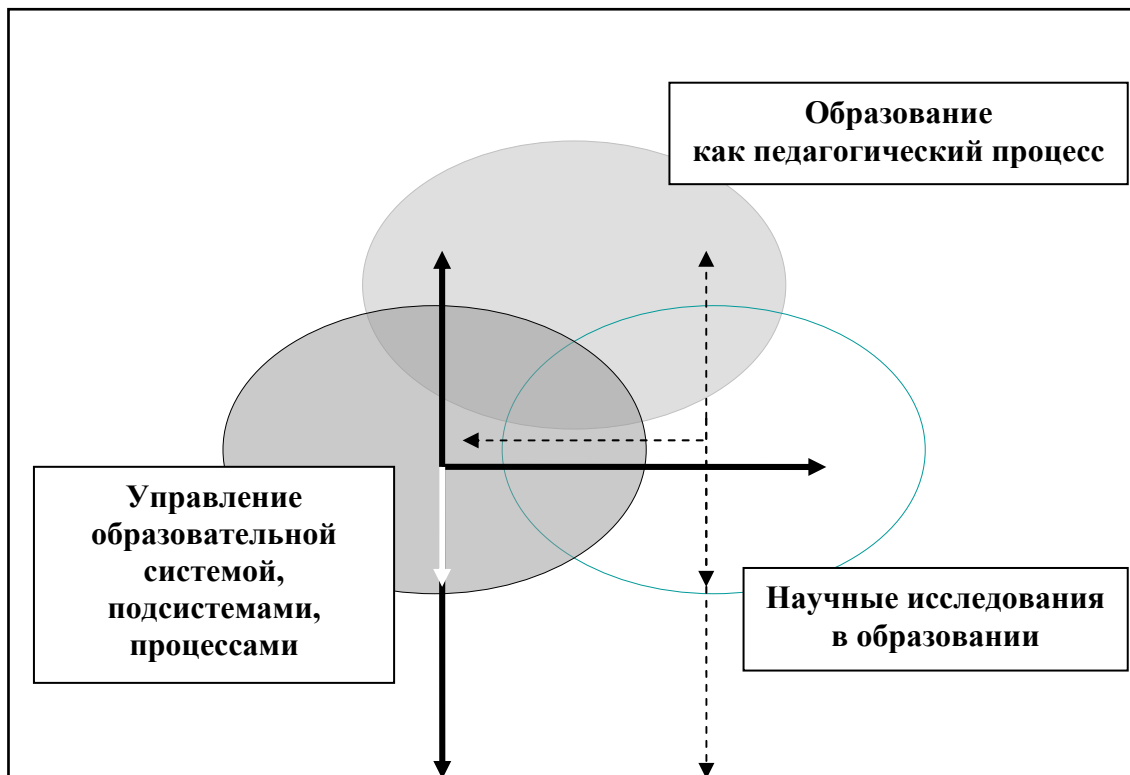 Образование
как педагогический процесс
Управление
образовательной
системой,
подсистемами,
процессами
Научные исследования
в образовании